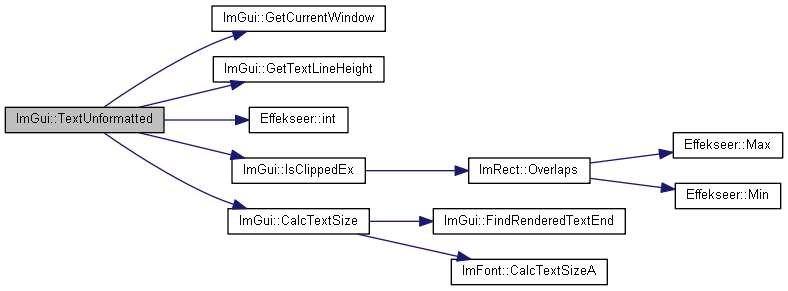 ImGui::GetCurrentWindow
ImGui::GetTextLineHeight
ImGui::TextUnformatted
Effekseer::int
Effekseer::Max
ImGui::IsClippedEx
ImRect::Overlaps
Effekseer::Min
ImGui::CalcTextSize
ImGui::FindRenderedTextEnd
ImFont::CalcTextSizeA